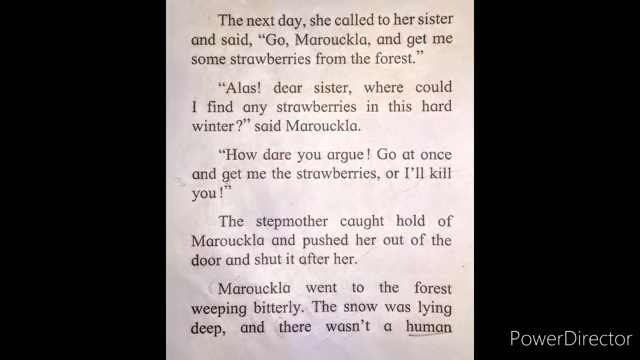 The next day, she called to her sister
and said, “Go, Marouckla, and get me
some strawberries from the forest.”
“Alas! dear sister, where could
I find any strawberries in this hard
winter?” said Marouckla.
“How dare you argue! Go at once
and get me the strawberries, or I’ll kill
you!”
The stepmother caught hold of
Marouckla and pushed her out of the
door and shut it after her.
Marouckla went to the forest
weeping bitterly. The snow was lying
deep, and there wasn’t a human
PowerDirector